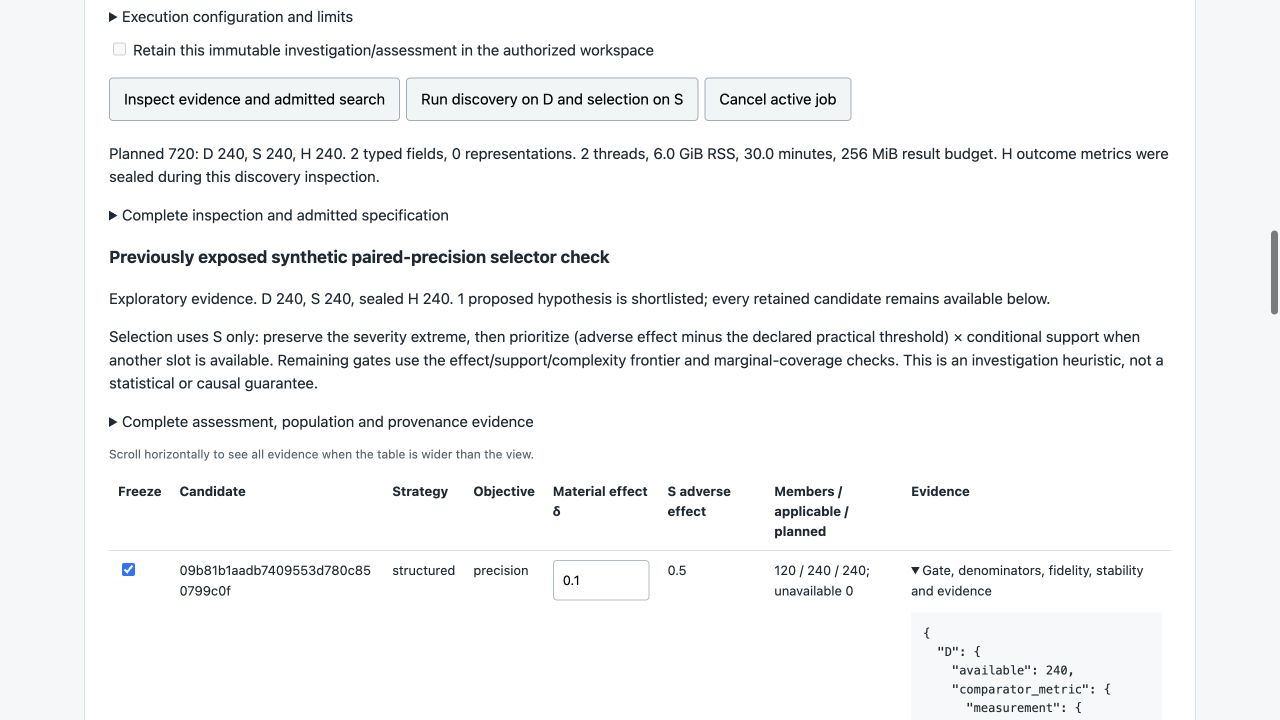 Execution configuration and limits
Retain this immutable investigation/assessment in the authorized workspace
Inspect evidence and admitted search
Run discovery on D and selection on S
Cancel active job
Planned 720: D 240, S 240, H 240. 2 typed fields, 0 representations. 2 threads, 6.0 GiB RSS, 30.0 minutes, 256 MiB result budget. H outcome metrics were
sealed during this discovery inspection.
Complete inspection and admitted specification
Previously exposed synthetic paired-precision selector check
Exploratory evidence. D 240, S 240, sealed H 240. 1 proposed hypothesis is shortlisted; every retained candidate remains available below.
Selection uses S only: preserve the severity extreme, then prioritize (adverse effect minus the declared practical threshold) × conditional support when
another slot is available. Remaining gates use the effect/support/complexity frontier and marginal-coverage checks. This is an investigation heuristic, not a
statistical or causal guarantee.
Complete assessment, population and provenance evidence
Scroll horizontally to see all evidence when the table is wider than the view.
Freeze
Candidate
Strategy
Objective
Material effect
δ
S adverse
effect
Members /
applicable /
planned
Evidence
09b81b1aadb7409553d780c85
0799c0f
structured
precision
0.1
0.5
120 / 240 / 240;
unavailable 0
Gate, denominators, fidelity, stability
and evidence
{
"D": {
"available": 240,
"comparator_metric": {
"measurement": {